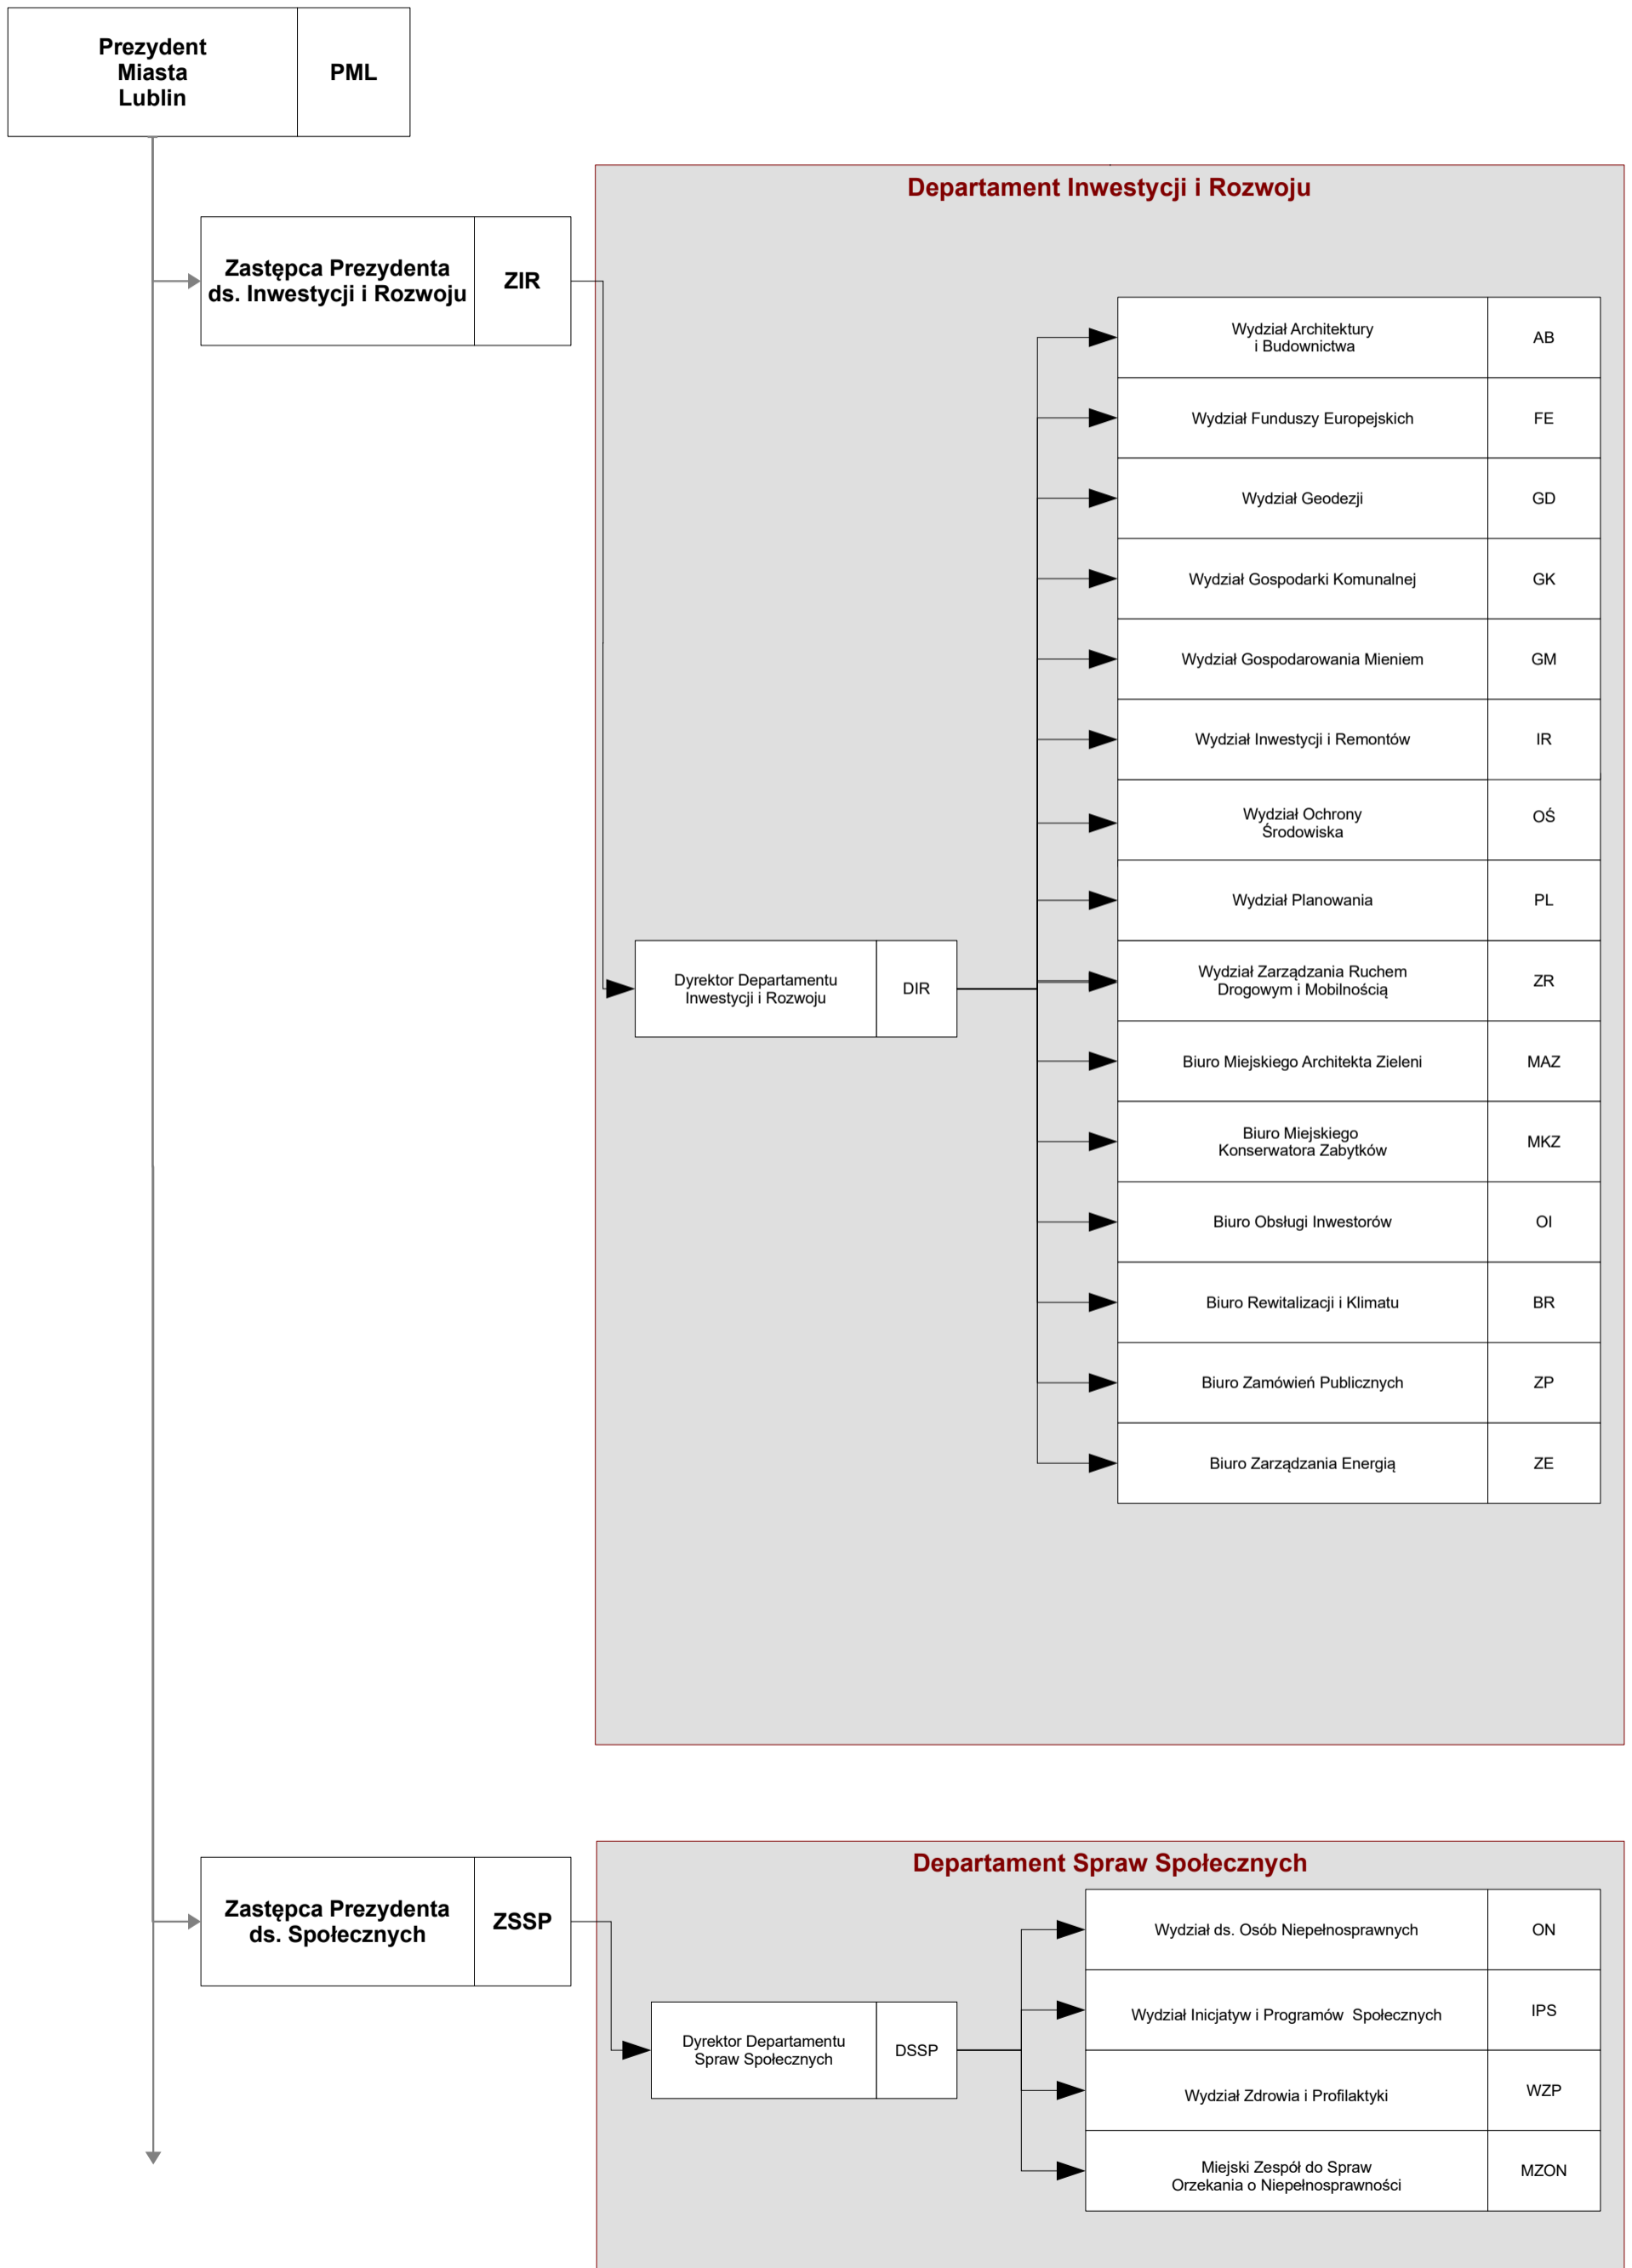 Prezydent
Miasta
Lublin
PML
Departament Inwestycji i Rozwoju
Zastępca Prezydenta
ds. Inwestycji i Rozwoju
ZIR
Wydział Architektury
i Budownictwa
AB
Wydział Funduszy Europejskich
FE
Wydział Geodezji
GD
Wydział Gospodarki Komunalnej
GK
Wydział Gospodarowania Mieniem
GM
Wydział Inwestycji i Remontów
IR
Wydział Ochrony
Środowiska
OŚ
Wydział Planowania
PL
Dyrektor Departamentu
Inwestycji i Rozwoju
DIR
Wydział Zarządzania Ruchem
Drogowym i Mobilnością
ZR
Biuro Miejskiego Architekta Zieleni
MAZ
Biuro Miejskiego
Konserwatora Zabytków
MKZ
Biuro Obsługi Inwestorów
OI
Biuro Rewitalizacji i Klimatu
BR
Biuro Zamówień Publicznych
ZP
Biuro Zarządzania Energią
ZE
Departament Spraw Społecznych
Zastępca Prezydenta
ds. Społecznych
ZSSP
Wydział ds. Osób Niepełnosprawnych
ON
Wydział Inicjatyw i Programów  Społecznych
IPS
Dyrektor Departamentu
Spraw Społecznych
DSSP
Wydział Zdrowia i Profilaktyki
WZP
Miejski Zespół do Spraw
Orzekania o Niepełnosprawności
MZON